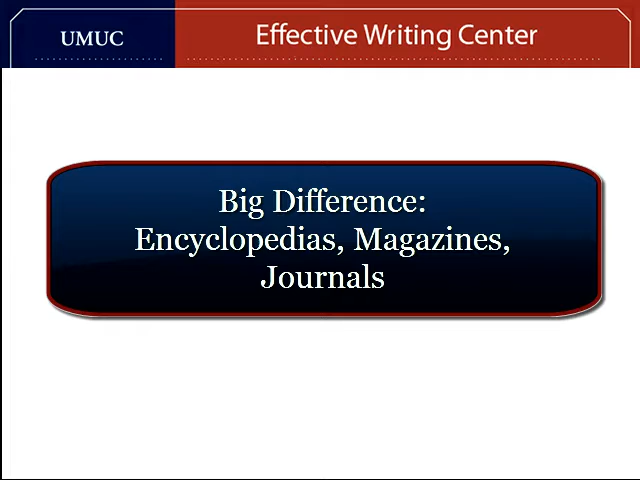 UMUC
Effective Writing Center
Big Difference:
Encyclopedias, Magazines,
Journals